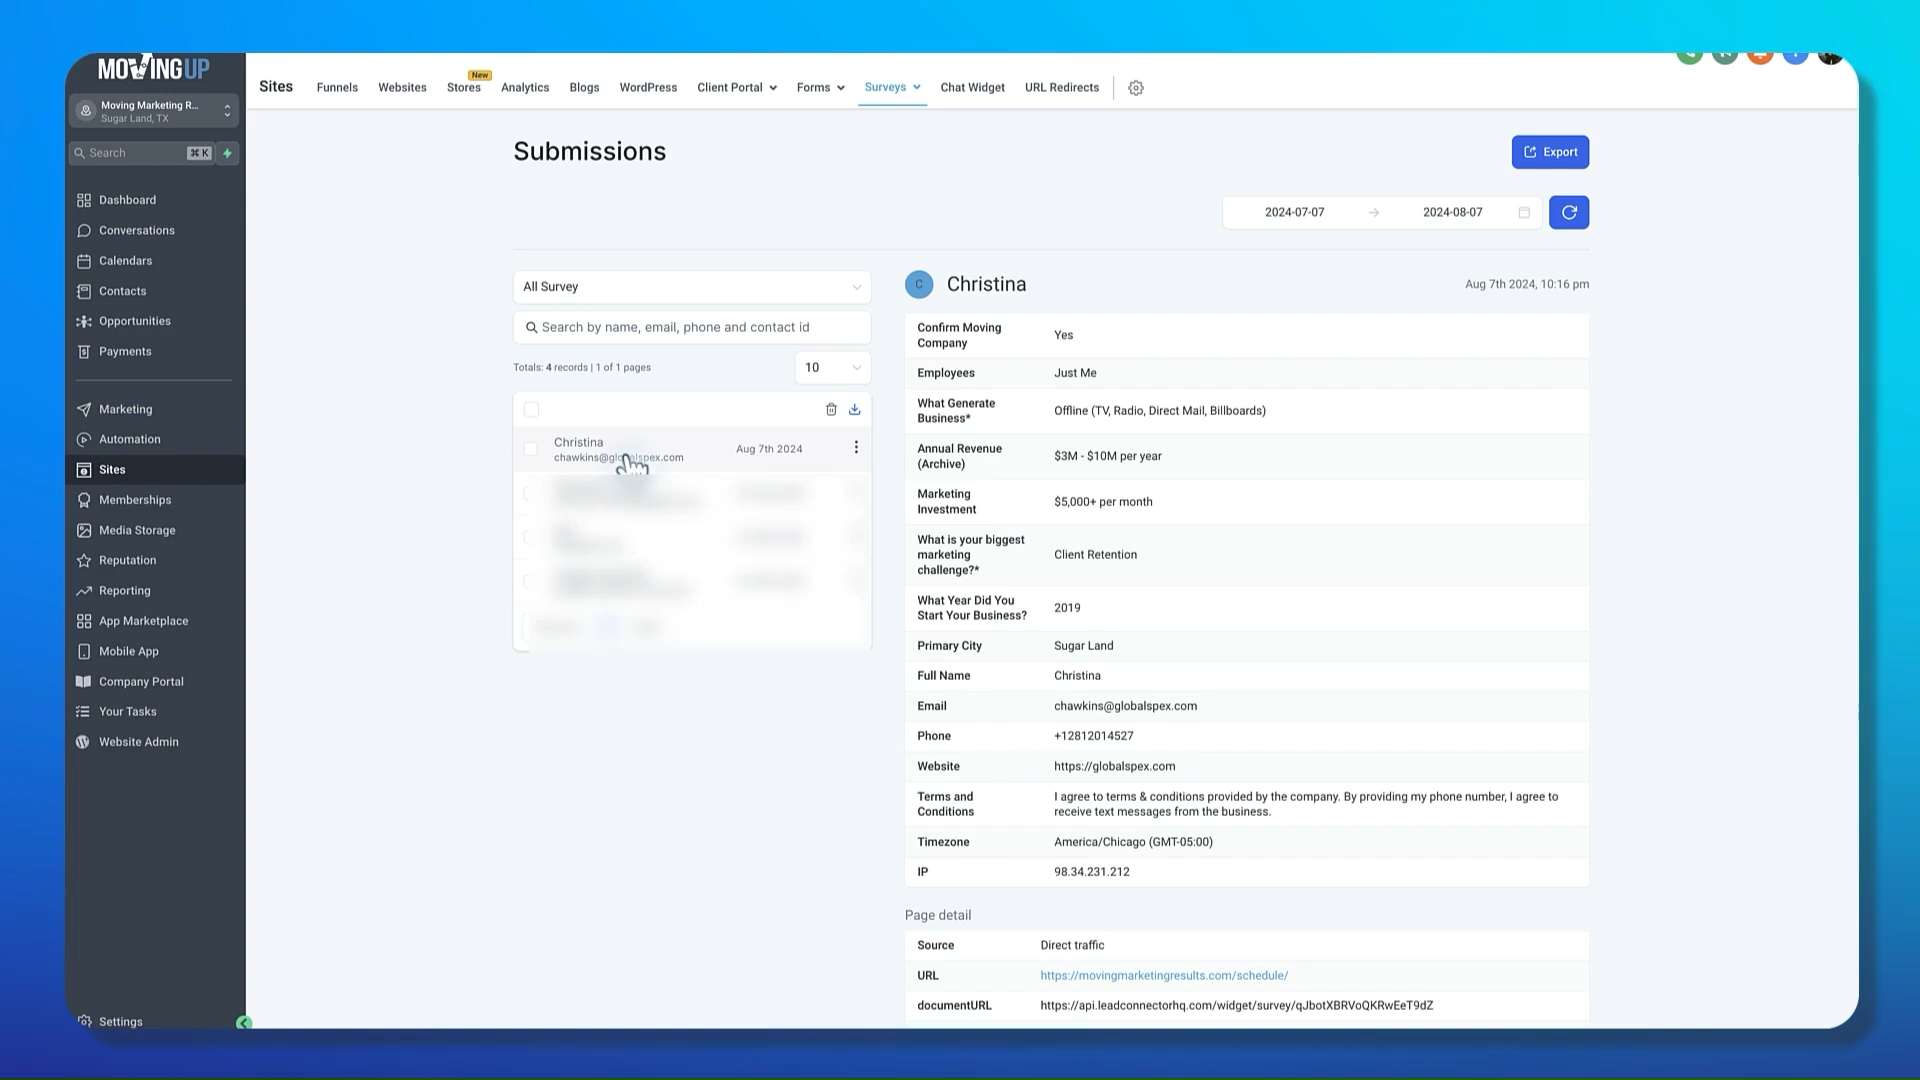 MOVINGUP
Moving Marketing R...
Sugar Land, TX
Search
⌘ K
Dashboard
Conversations
Calendars
Contacts
Opportunities
Payments
Marketing
Automation
Sites
Memberships
Media Storage
Reputation
Reporting
App Marketplace
Mobile App
Company Portal
Your Tasks
Website Admin
Settings
Sites
Funnels
Websites
Stores
New
Analytics
Blogs
WordPress
Client Portal
Forms
Surveys
Chat Widget
URL Redirects
Submissions
Export
2024-07-07
2024-08-07
All Survey
Search by name, email, phone and contact id
Totals: 4 records | 1 of 1 pages
10
Christina
chawkins@globalspex.com
Aug 7th 2024
C
Christina
Aug 7th 2024, 10:16 pm
Confirm Moving
Company
Yes
Employees
Just Me
What Generate
Business*
Offline (TV, Radio, Direct Mail, Billboards)
Annual Revenue
(Archive)
$3M - $10M per year
Marketing
Investment
$5,000+ per month
What is your biggest
marketing
challenge?*
Client Retention
What Year Did You
Start Your Business?
2019
Primary City
Sugar Land
Full Name
Christina
Email
chawkins@globalspex.com
Phone
+12812014527
Website
https://globalspex.com
Terms and
Conditions
I agree to terms & conditions provided by the company. By providing my phone number, I agree to
receive text messages from the business.
Timezone
America/Chicago (GMT-05:00)
IP
98.34.231.212
Page detail
Source
Direct traffic
URL
https://movingmarketingresults.com/schedule/
documentURL
https://api.leadconnectorhq.com/widget/survey/qJbotXBRVoQKRwEeT9dZ